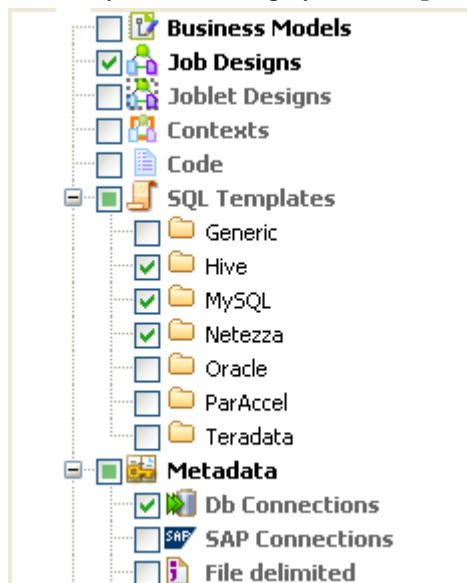 Business Models
Job Designs
Joblet Designs
Contexts
Code
SQL Templates
Generic
Hive
MySQL
Netezza
Oracle
ParAccel
Teradata
Metadata
Db Connections
SAP SAP Connections
File delimited